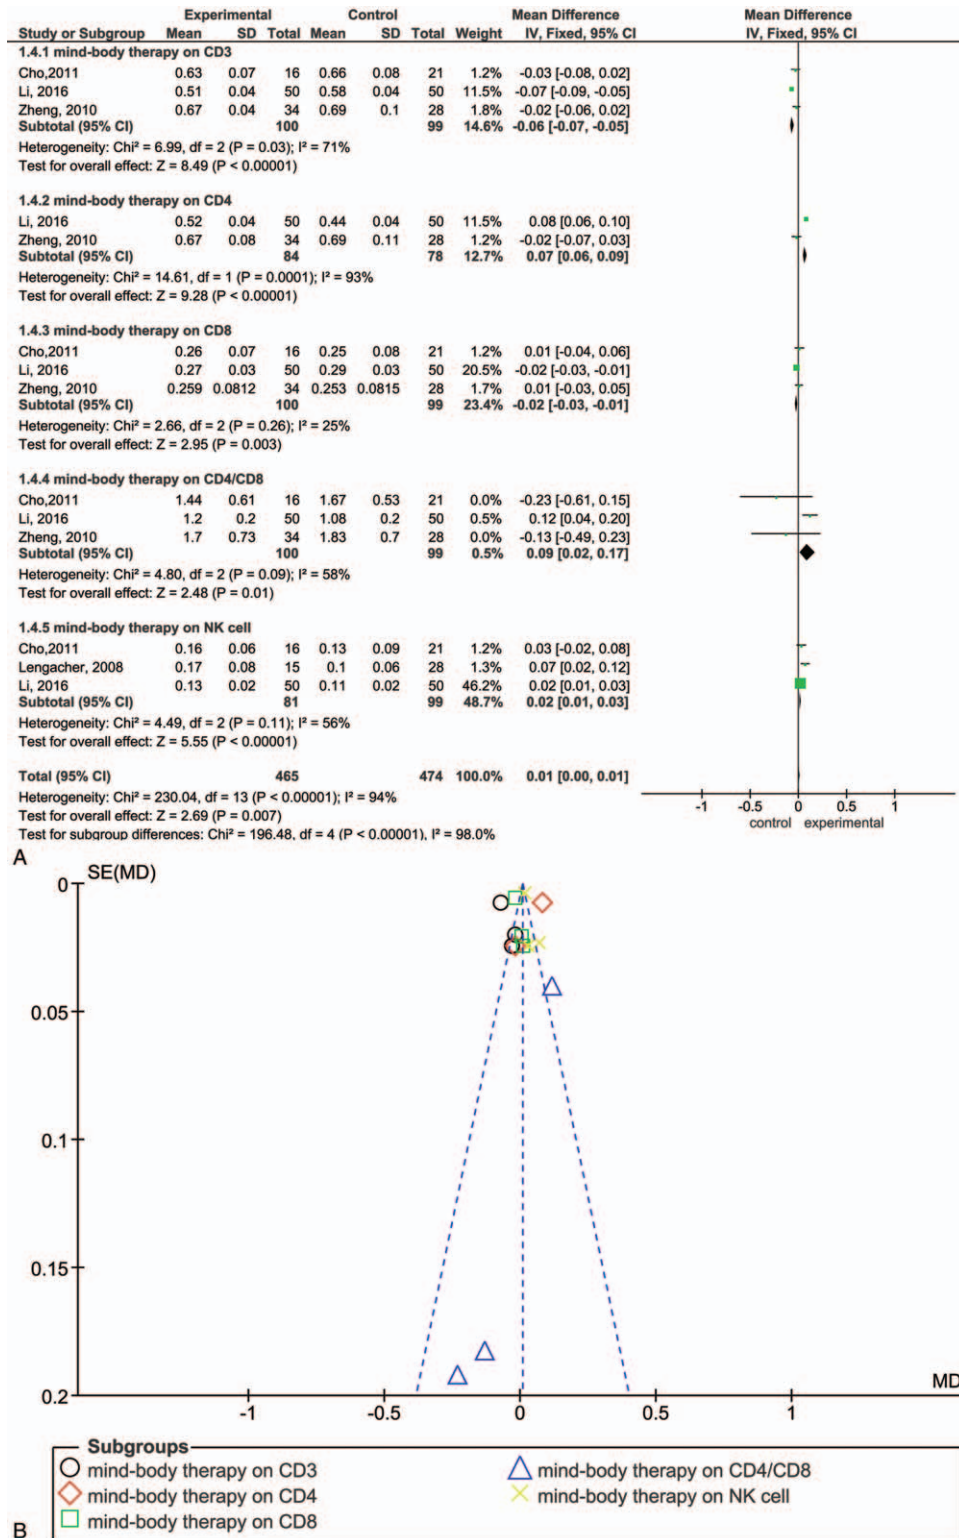 Experimental Control Mean Difference Mean Difference
Study or Subgroup Mean SD Total Mean SD Total Weight IV, Fixed, 95% CI IV, Fixed, 95% CI
1.4.1 mind-body therapy on CD3
Cho,2011 0.63 0.07 16 0.66 0.08 21 1.2% -0.03 [-0.08, 0.02]
Li, 2016 0.51 0.04 50 0.58 0.04 50 11.5% -0.07 [-0.09, -0.05]
Zheng, 2010 0.67 0.04 34 0.69 0.1 28 1.8% -0.02 [-0.06, 0.02]
Subtotal (95% CI) 100 99 14.6% -0.06 [-0.07, -0.05]
Heterogeneity: Chi² = 6.99, df = 2 (P = 0.03); I² = 71%
Test for overall effect: Z = 8.49 (P < 0.00001)
1.4.2 mind-body therapy on CD4
Li, 2016 0.52 0.04 50 0.44 0.04 50 11.5% 0.08 [0.06, 0.10]
Zheng, 2010 0.67 0.08 34 0.69 0.11 28 1.2% -0.02 [-0.07, 0.03]
Subtotal (95% CI) 84 78 12.7% 0.07 [0.06, 0.09]
Heterogeneity: Chi² = 14.61, df = 1 (P = 0.0001); I² = 93%
Test for overall effect: Z = 9.28 (P < 0.00001)
1.4.3 mind-body therapy on CD8
Cho,2011 0.26 0.07 16 0.25 0.08 21 1.2% 0.01 [-0.04, 0.06]
Li, 2016 0.27 0.03 50 0.29 0.03 50 20.5% -0.02 [-0.03, -0.01]
Zheng, 2010 0.259 0.0812 34 0.253 0.0815 28 1.7% 0.01 [-0.03, 0.05]
Subtotal (95% CI) 100 99 23.4% -0.02 [-0.03, -0.01]
Heterogeneity: Chi² = 2.66, df = 2 (P = 0.26); I² = 25%
Test for overall effect: Z = 2.95 (P = 0.003)
1.4.4 mind-body therapy on CD4/CD8
Cho,2011 1.44 0.61 16 1.67 0.53 21 0.0% -0.23 [-0.61, 0.15]
Li, 2016 1.2 0.2 50 1.08 0.2 50 0.5% 0.12 [0.04, 0.20]
Zheng, 2010 1.7 0.73 34 1.83 0.7 28 0.0% -0.13 [-0.49, 0.23]
Subtotal (95% CI) 100 99 0.5% 0.09 [0.02, 0.17]
Heterogeneity: Chi² = 4.80, df = 2 (P = 0.09); I² = 58%
Test for overall effect: Z = 2.48 (P = 0.01)
1.4.5 mind-body therapy on NK cell
Cho,2011 0.16 0.06 16 0.13 0.09 21 1.2% 0.03 [-0.02, 0.08]
Lengacher, 2008 0.17 0.08 15 0.1 0.06 28 1.3% 0.07 [0.02, 0.12]
Li, 2016 0.13 0.02 50 0.11 0.02 50 46.2% 0.02 [0.01, 0.03]
Subtotal (95% CI) 81 99 48.7% 0.02 [0.01, 0.03]
Heterogeneity: Chi² = 4.49, df = 2 (P = 0.11); I² = 56%
Test for overall effect: Z = 5.55 (P < 0.00001)
Total (95% CI) 465 474 100.0% 0.01 [0.00, 0.01]
Heterogeneity: Chi² = 230.04, df = 13 (P < 0.00001); I² = 94%
Test for overall effect: Z = 2.69 (P = 0.007)
Test for subgroup differences: Chi² = 196.48, df = 4 (P < 0.00001), I² = 98.0%
-1 -0.5 0 0.5 1
control experimental
A
SE(MD)
0
0.05
0.1
0.15
0.2
MD
-1 -0.5 0 0.5 1
Subgroups
mind-body therapy on CD3
mind-body therapy on CD4
mind-body therapy on CD8
mind-body therapy on CD4/CD8
mind-body therapy on NK cell
B